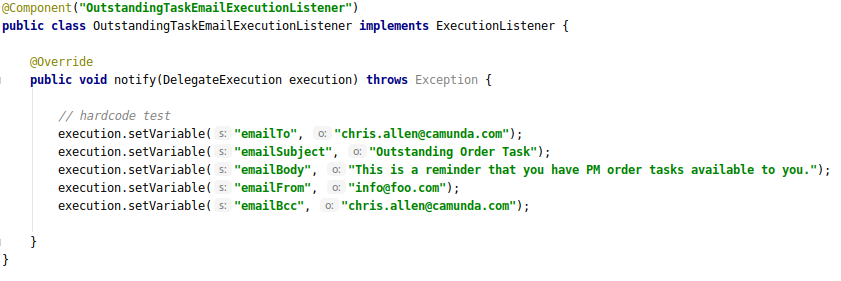 @Component("OutstandingTaskEmailExecutionListener")
public class OutstandingTaskEmailExecutionListener implements ExecutionListener {
@Override
public void notify(DelegateExecution execution) throws Exception {
// hardcode test
execution.setVariable( s: "emailTo", o: "chris.allen@camunda.com");
execution.setVariable( s: "emailSubject", o: "Outstanding Order Task");
execution.setVariable( s: "emailBody", o: "This is a reminder that you have PM order tasks available to you.");
execution.setVariable( s: "emailFrom", o: "info@foo.com");
execution.setVariable( s: "emailBcc", o: "chris.allen@camunda.com");
}
}